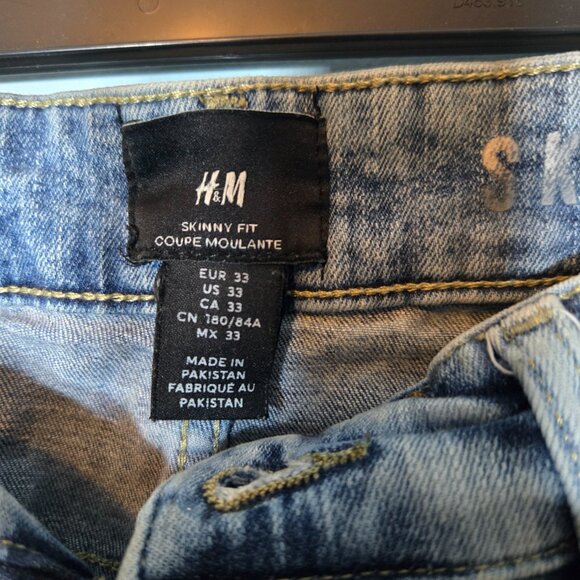 H&M
SKINNY FIT
COUPE MOULANTE
SK
EUR 33
US 33
CA 33
CN 180/84A
MX 33
MADE IN
PAKISTAN
FABRIQUÉ AU
PAKISTAN